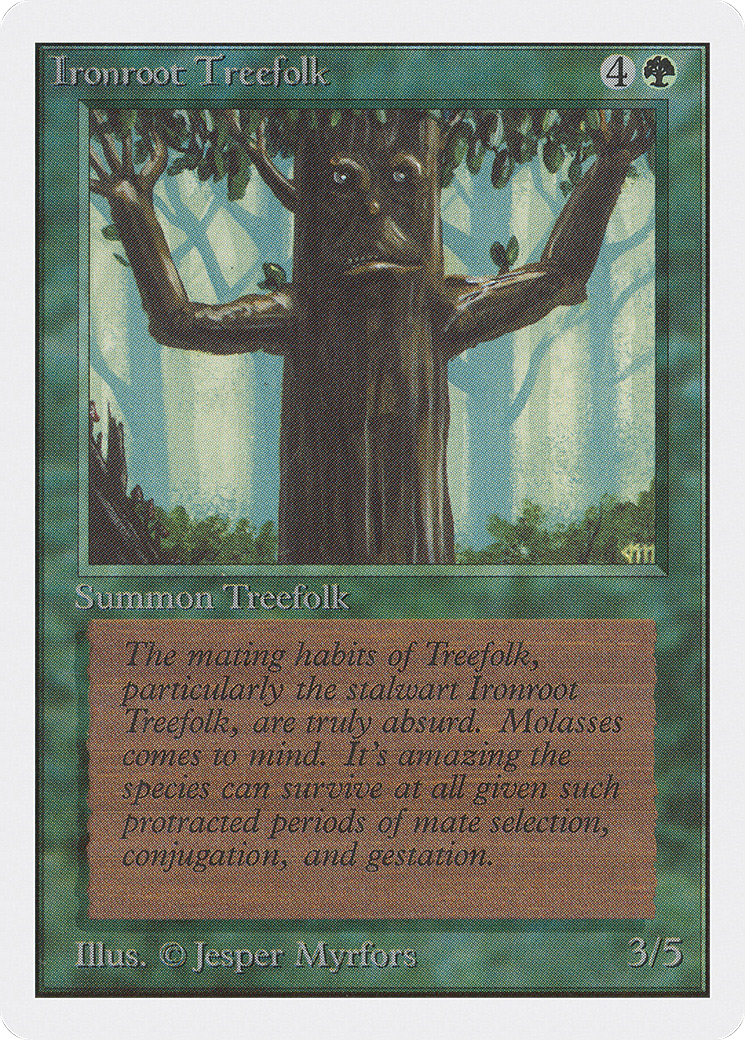 Ironroot Treefolk 4
Summon Treefolk
The mating habits of Treefolk,
particularly the stalwart Ironroot
Treefolk, are truly absurd. Molasses
comes to mind. It's amazing the
species can survive at all given such
protracted periods of mate selection,
conjugation, and gestation.
Illus. © Jesper Myrfors 3/5